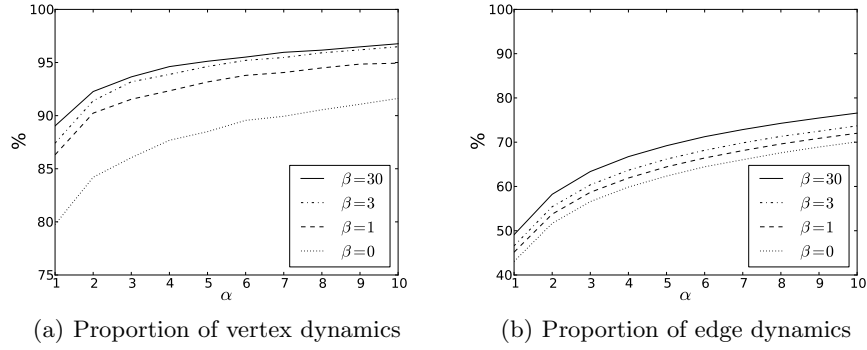 100
95
90
85
80
75
%
1 2 3 4 5 6 7 8 9 10
α
β=30
β=3
β=1
β=0
(a) Proportion of vertex dynamics
100
90
80
70
60
50
40
%
1 2 3 4 5 6 7 8 9 10
α
β=30
β=3
β=1
β=0
(b) Proportion of edge dynamics